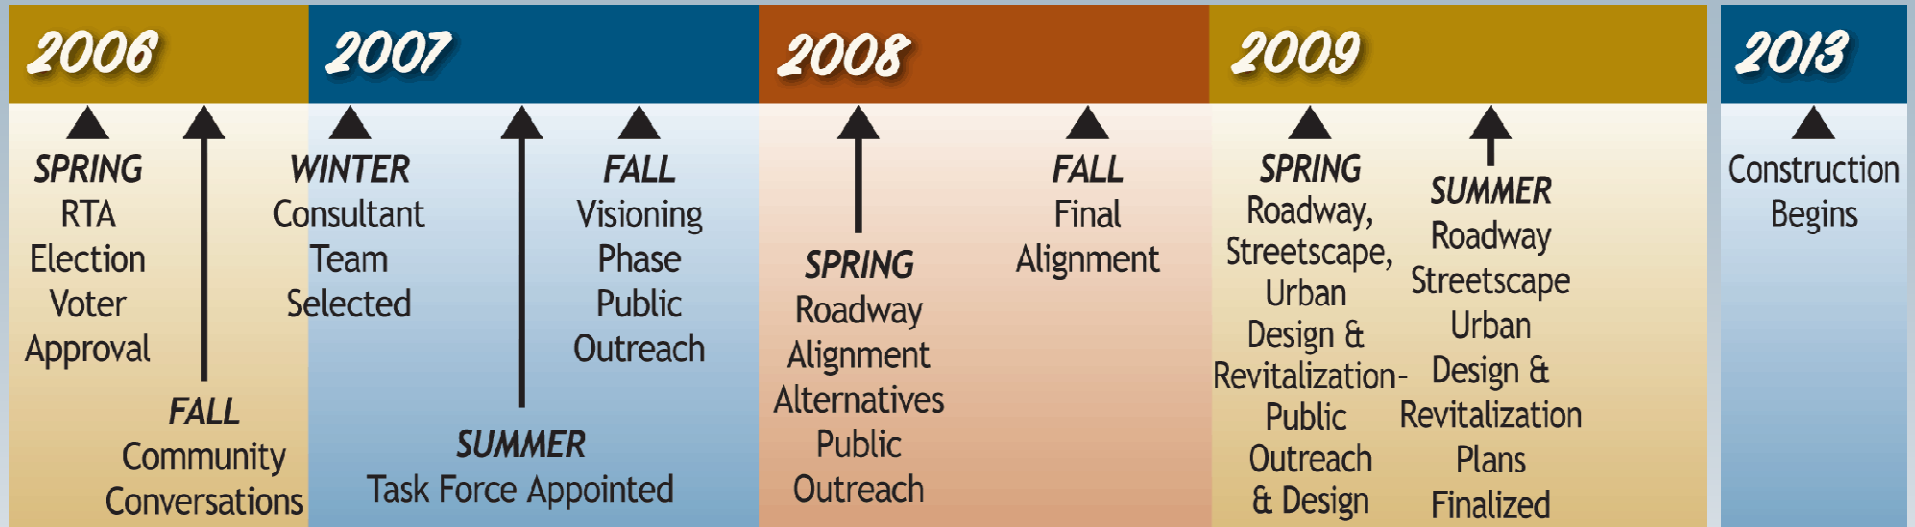 2006
SPRING
RTA
Election
Voter
Approval
FALL
Community
Conversations
2007
WINTER
Consultant
Team
Selected
SUMMER
Task Force Appointed
FALL
Visioning
Phase
Public
Outreach
2008
SPRING
Roadway
Alignment
Alternatives
Public
Outreach
FALL
Final
Alignment
2009
SPRING
Roadway,
Streetscape,
Urban
Design &
Revitalization-
Public
Outreach
& Design
SUMMER
Roadway
Streetscape
Urban
Design &
Revitalization
Plans
Finalized
2013
Construction
Begins